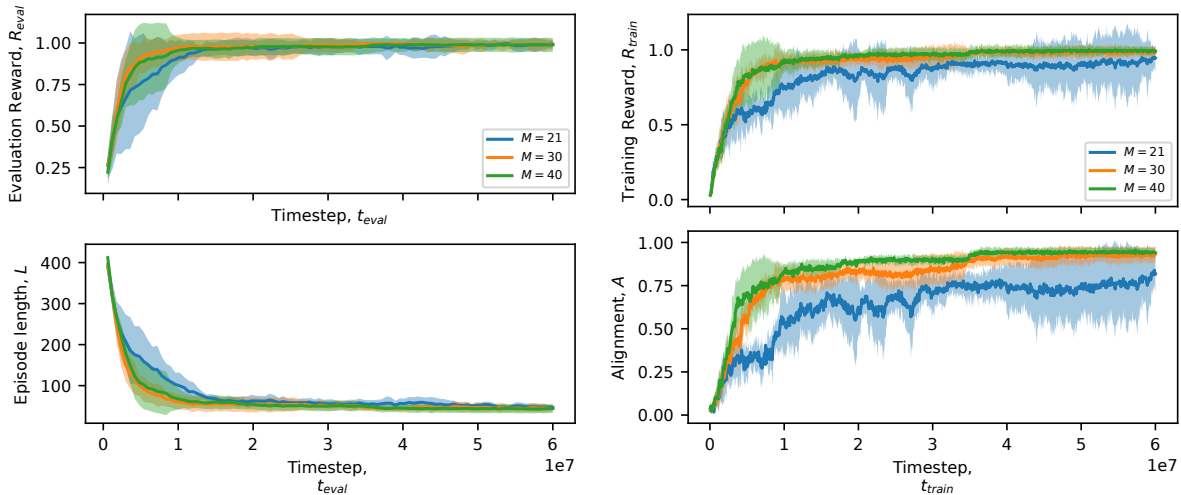 Evaluation Reward, R_eval
1.00
0.75
0.50
0.25
M = 21
M = 30
M = 40
Timestep, t_eval
Training Reward, R_train
1.0
0.5
0.0
M = 21
M = 30
M = 40
Episode length, L
400
300
200
100
0 1 2 3 4 5 6
1e7
Timestep,
t_eval
Alignment, A
1.00
0.75
0.50
0.25
0.00
0 1 2 3 4 5 6
1e7
Timestep,
t_train